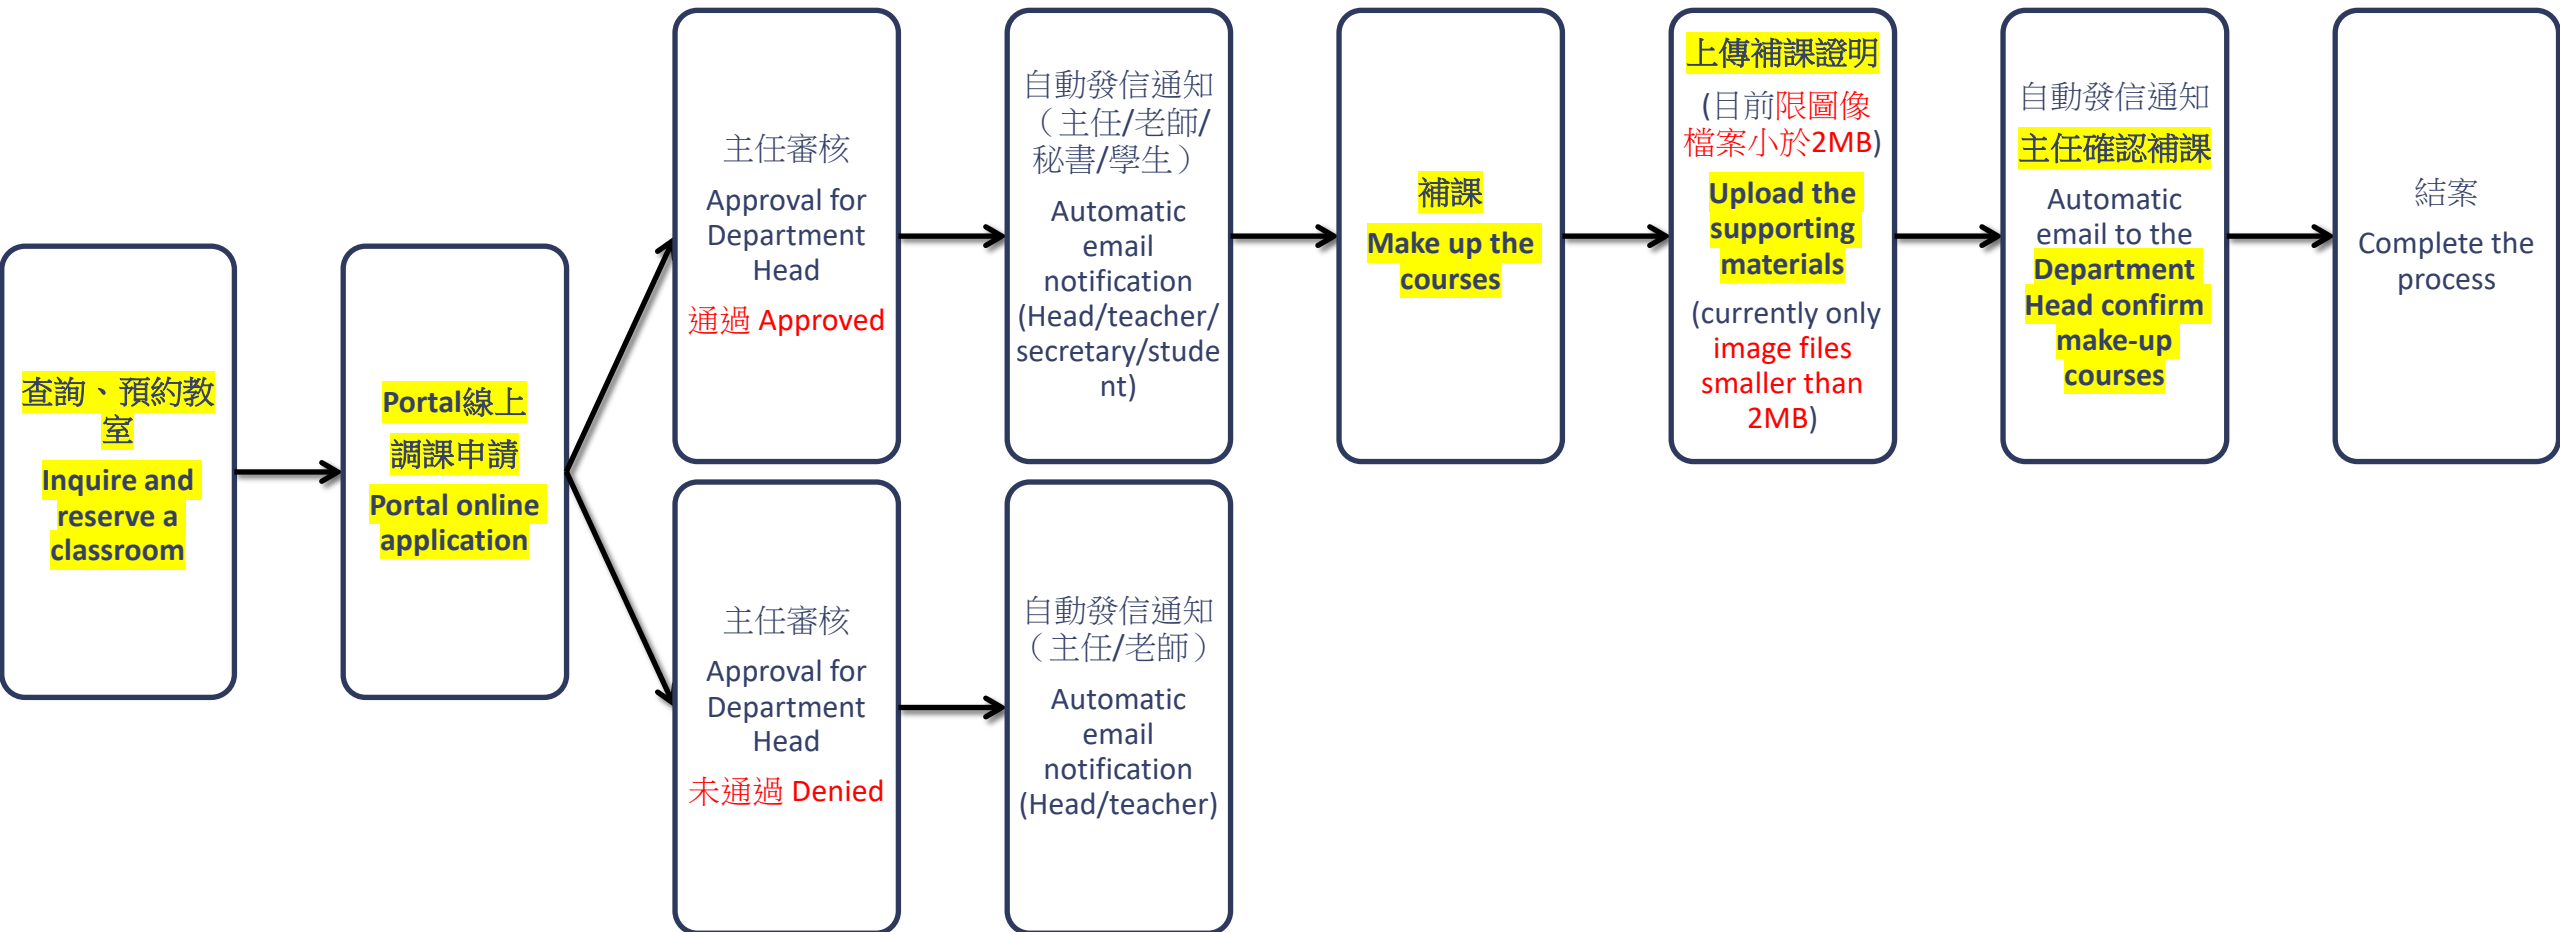 查詢、預約教
室
Inquire and
reserve a
classroom
Portal線上
調課申請
Portal online
application
主任審核
Approval for
Department
Head
通過 Approved
自動發信通知
（主任/老師/
秘書/學生）
Automatic
email
notification
(Head/teacher/
secretary/stude
nt)
補課
Make up the
courses
上傳補課證明
(目前限圖像
檔案小於2MB)
Upload the
supporting
materials
(currently only
image files
smaller than
2MB)
自動發信通知
主任確認補課
Automatic
email to the
Department
Head confirm
make-up
courses
結案
Complete the
process
主任審核
Approval for
Department
Head
未通過 Denied
自動發信通知
（主任/老師）
Automatic
email
notification
(Head/teacher)